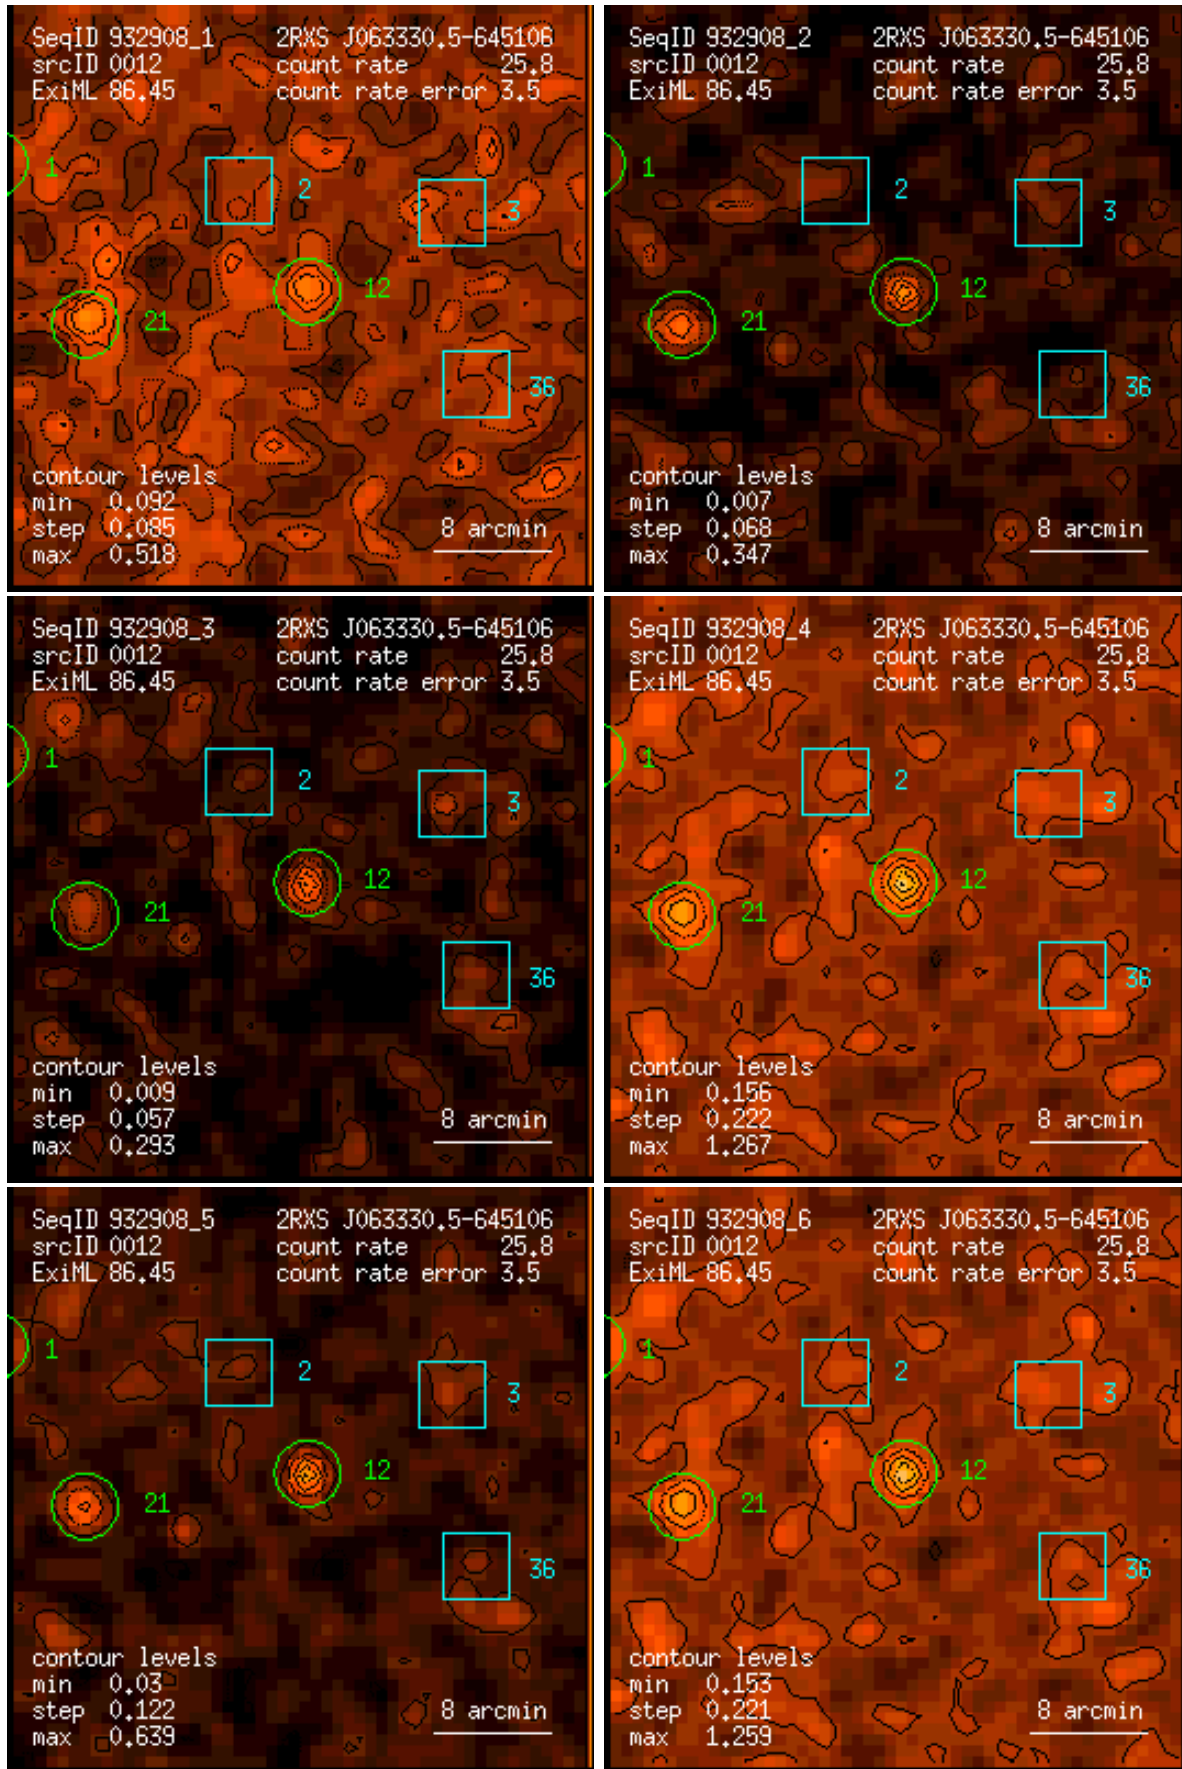 SeqID 932908_1 2RXS J063330.5-645106
srcID 0012 count rate 25.8
ExiML 86.45 count rate error 3.5
1
2
3
12
21
36
contour levels
min 0.092
step 0.085
max 0.518
8 arcmin
SeqID 932908_2 2RXS J063330.5-645106
srcID 0012 count rate 25.8
ExiML 86.45 count rate error 3.5
1
2
3
12
21
36
contour levels
min 0.007
step 0.068
max 0.347
8 arcmin
SeqID 932908_3 2RXS J063330.5-645106
srcID 0012 count rate 25.8
ExiML 86.45 count rate error 3.5
1
2
3
12
21
36
contour levels
min 0.009
step 0.057
max 0.293
8 arcmin
SeqID 932908_4 2RXS J063330.5-645106
srcID 0012 count rate 25.8
ExiML 86.45 count rate error 3.5
1
2
3
12
21
36
contour levels
min 0.156
step 0.222
max 1.267
8 arcmin
SeqID 932908_5 2RXS J063330.5-645106
srcID 0012 count rate 25.8
ExiML 86.45 count rate error 3.5
1
2
3
12
21
36
contour levels
min 0.03
step 0.122
max 0.639
8 arcmin
SeqID 932908_6 2RXS J063330.5-645106
srcID 0012 count rate 25.8
ExiML 86.45 count rate error 3.5
1
2
3
12
21
36
contour levels
min 0.153
step 0.221
max 1.259
8 arcmin